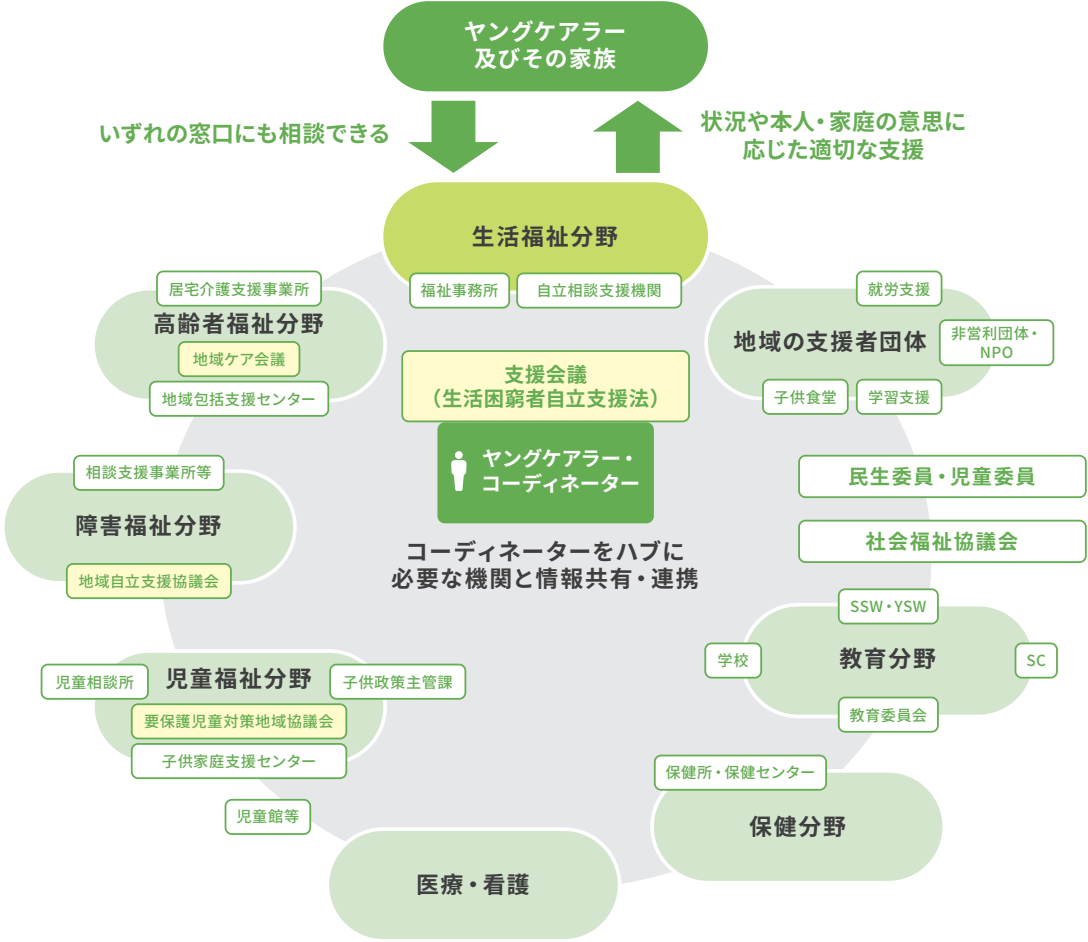 ヤングケアラー
及びその家族
いずれの窓口にも相談できる
状況や本人・家庭の意思に
応じた適切な支援
生活福祉分野
福祉事務所
自立相談支援機関
居宅介護支援事業所
高齢者福祉分野
地域ケア会議
地域包括支援センター
就労支援
地域の支援者団体
非営利団体・
NPO
子供食堂
学習支援
支援会議
（生活困窮者自立支援法）
ヤングケアラー・
コーディネーター
コーディネーターをハブに
必要な機関と情報共有・連携
相談支援事業所等
障害福祉分野
地域自立支援協議会
民生委員・児童委員
社会福祉協議会
SSW・YSW
学校
教育分野
SC
教育委員会
児童相談所
児童福祉分野
子供政策主管課
要保護児童対策地域協議会
子供家庭支援センター
児童館等
保健所・保健センター
保健分野
医療・看護